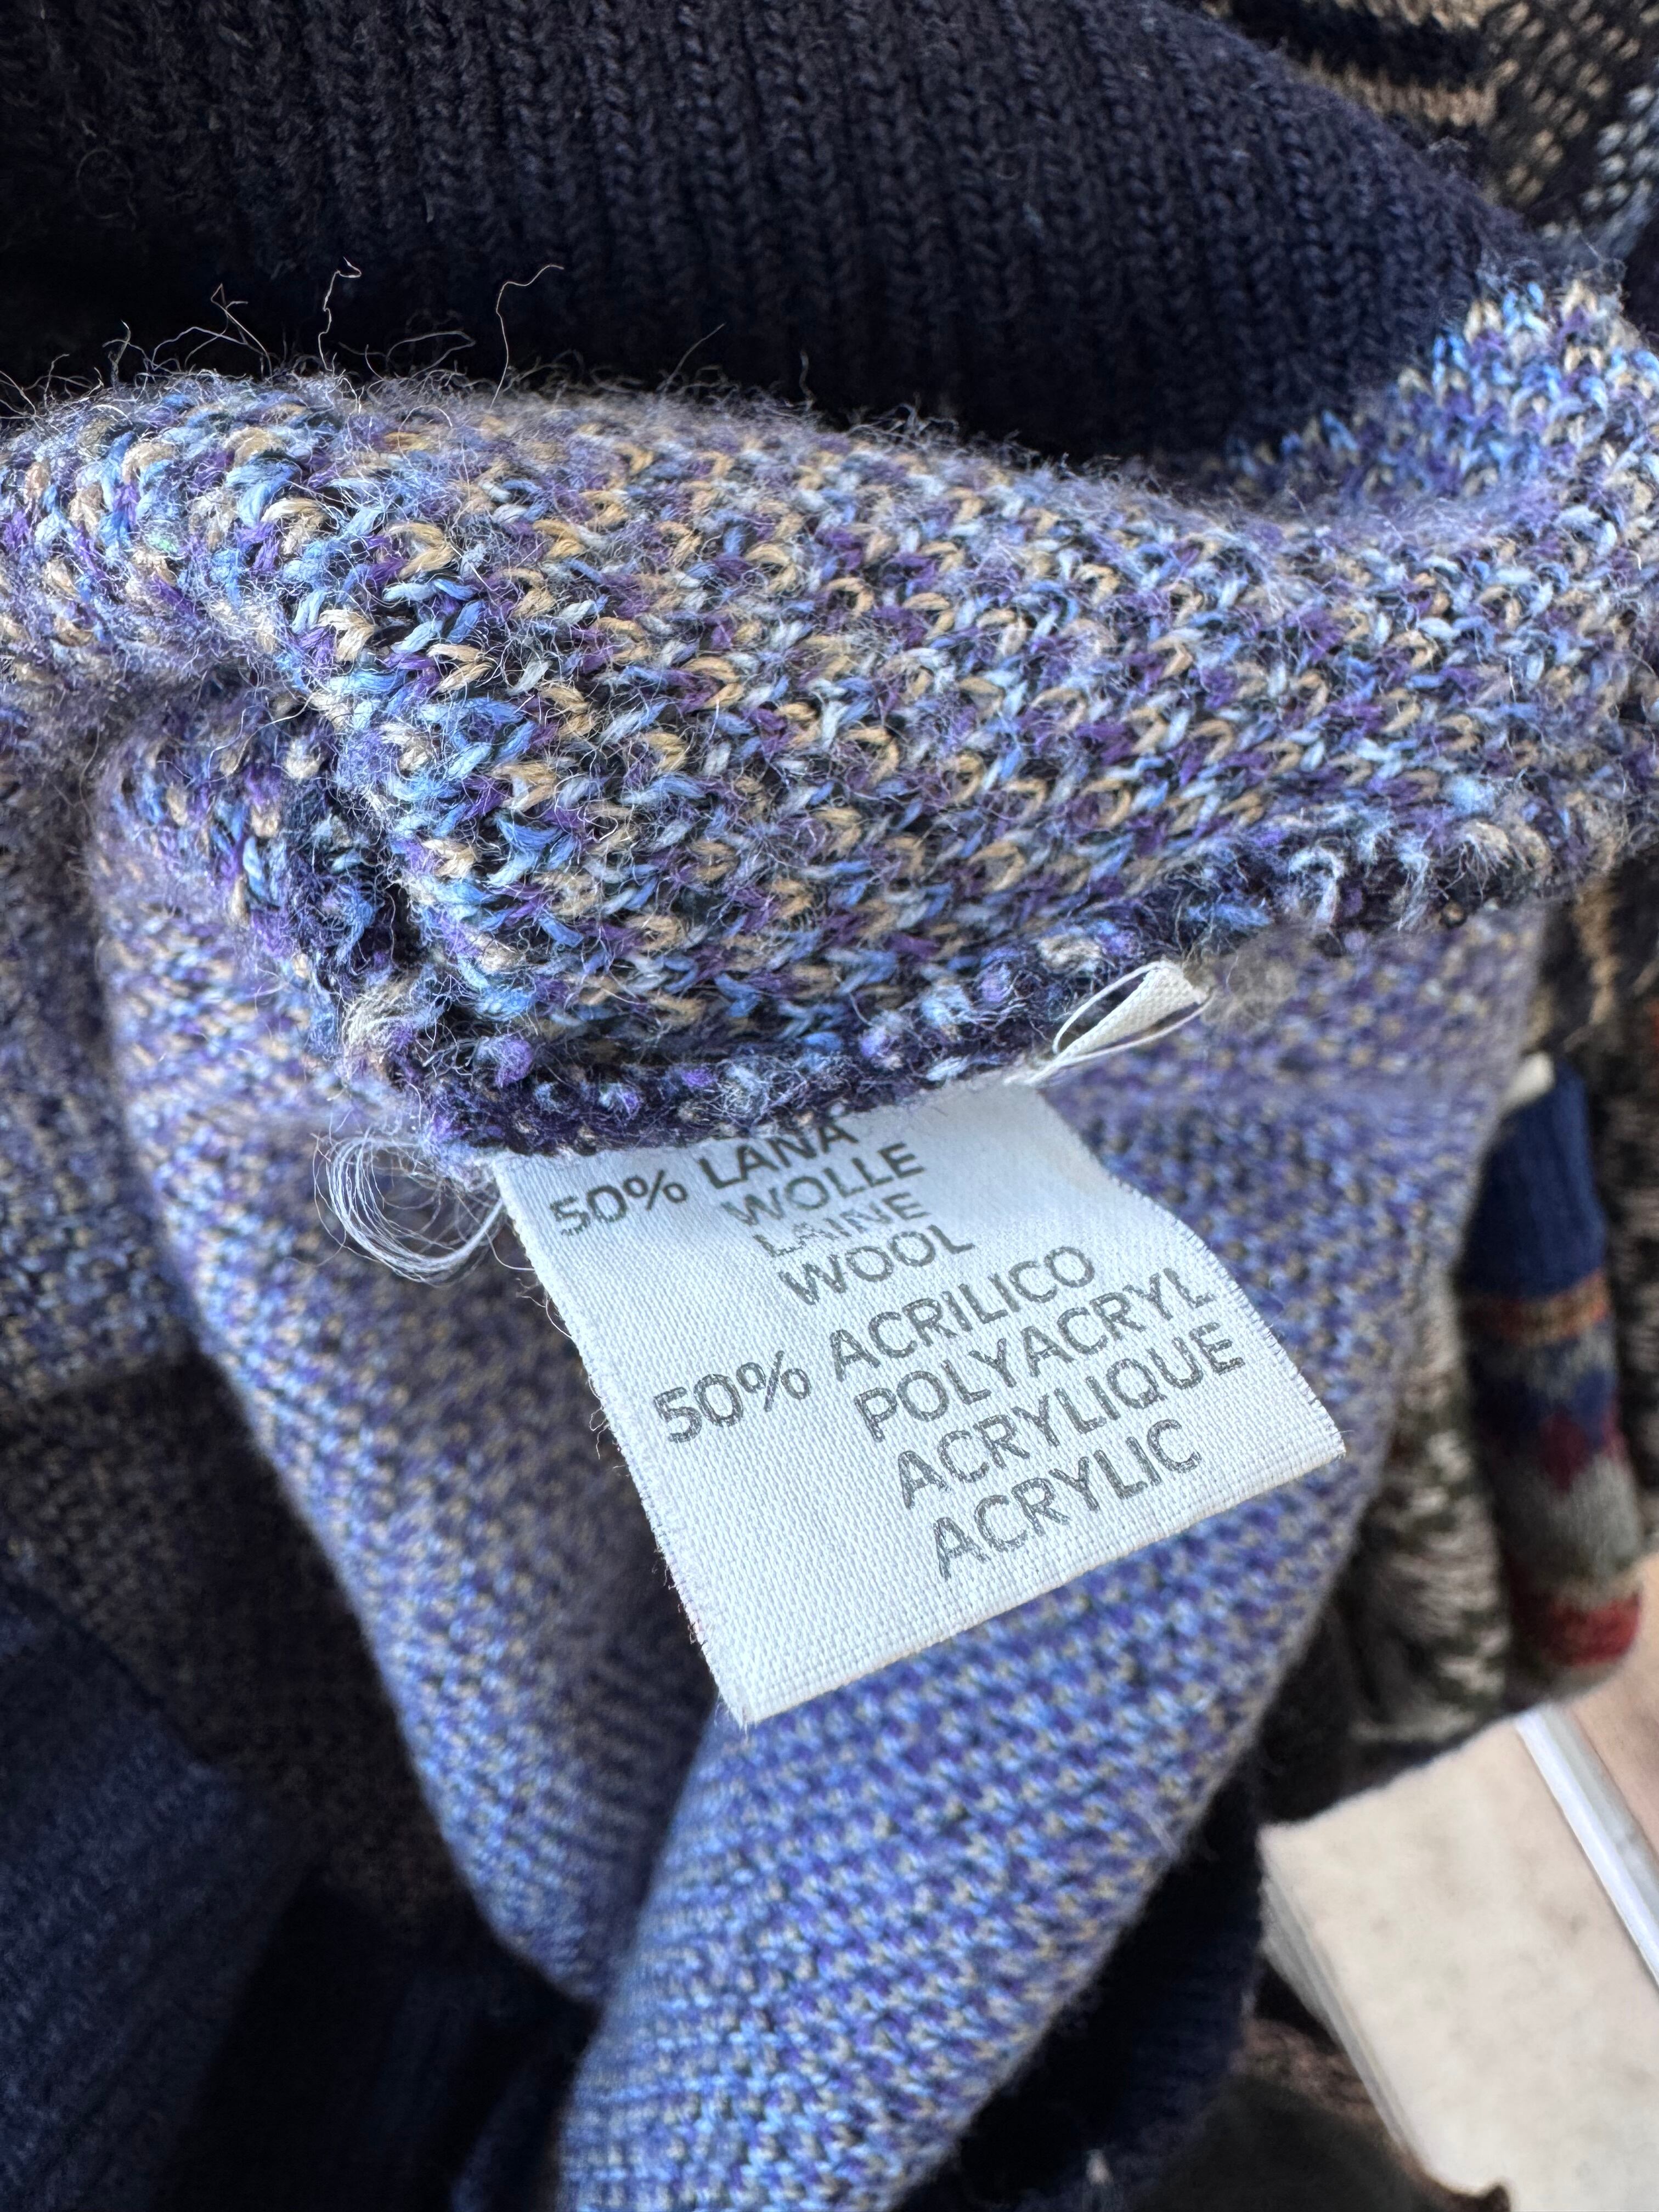 50% LANA
WOLLE
LAINE
WOOL
50% ACRILICO
POLYACRYL
ACRYLIQUE
ACRYLIC